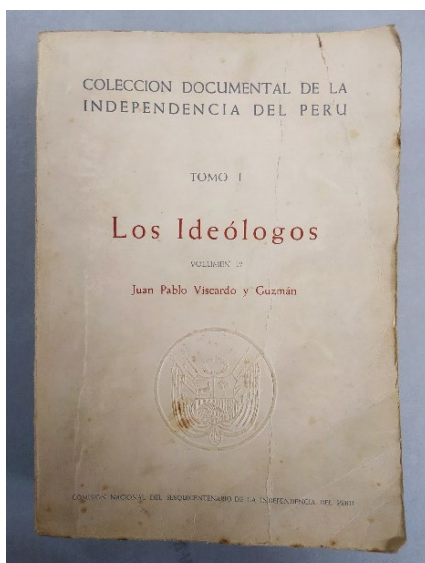 COLECCION DOCUMENTAL DE LA
INDEPENDENCIA DEL PERU
TOMO I
Los Ideólogos
VOLUMEN
Juan Pablo Viscardo y Guzmán
COMISION NACIONAL DEL SESQUICENTENARIO DE LA INDEPENDENCIA DEL PERU